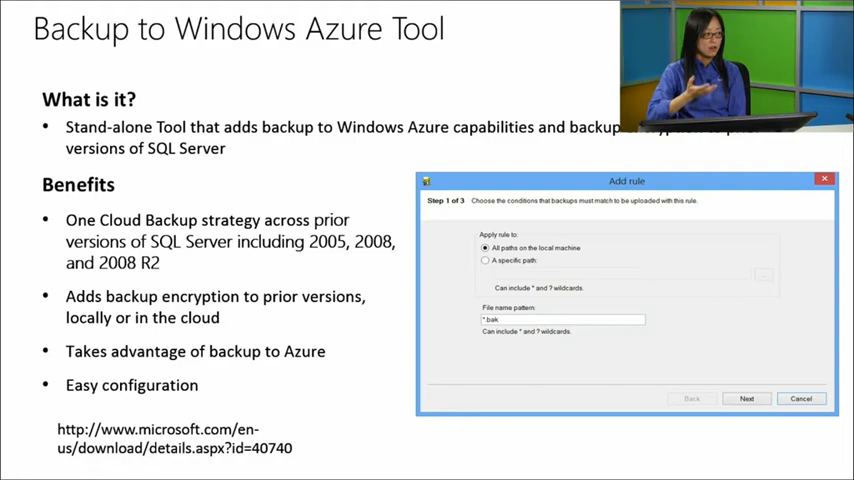 Backup to Windows Azure Tool
What is it?
• Stand-alone Tool that adds backup to Windows Azure capabilities and backup
versions of SQL Server
Benefits
• One Cloud Backup strategy across prior
versions of SQL Server including 2005, 2008,
and 2008 R2
• Adds backup encryption to prior versions,
locally or in the cloud
• Takes advantage of backup to Azure
• Easy configuration
http://www.microsoft.com/en-
us/download/details.aspx?id=40740
Add rule
Step 1 of 3 Choose the conditions that backups must match to be uploaded with this rule.
Apply rule to:
All paths on the local machine
A specific path:
...
Can include * and ? wildcards.
File name pattern:
*.bak
Can include * and ? wildcards.
Back Next Cancel